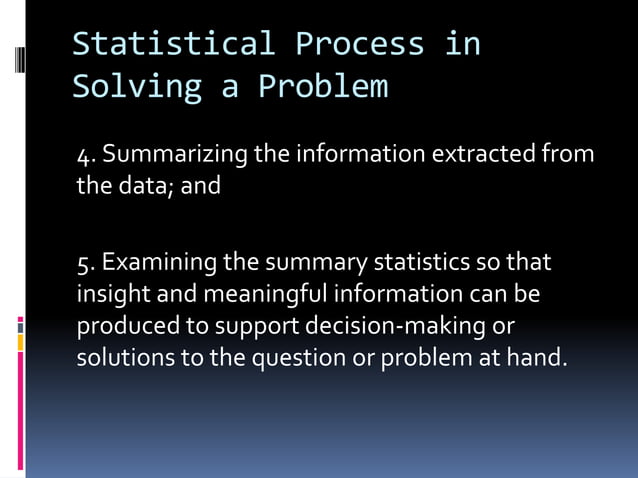 Statistical Process in
Solving a Problem
4. Summarizing the information extracted from
the data; and
5. Examining the summary statistics so that
insight and meaningful information can be
produced to support decision-making or
solutions to the question or problem at hand.